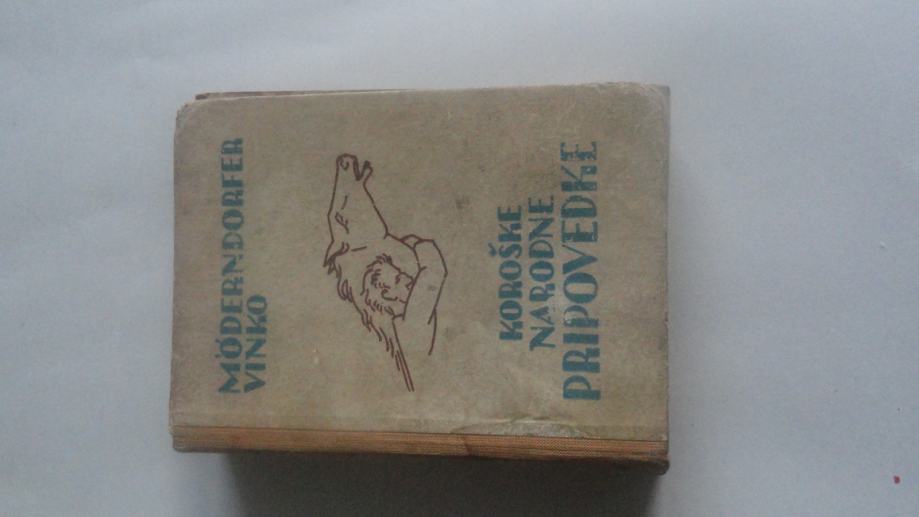 MÖDERNDORFER
VINKO
KOROŠKE
NARODNE
PRIPOVEDKE